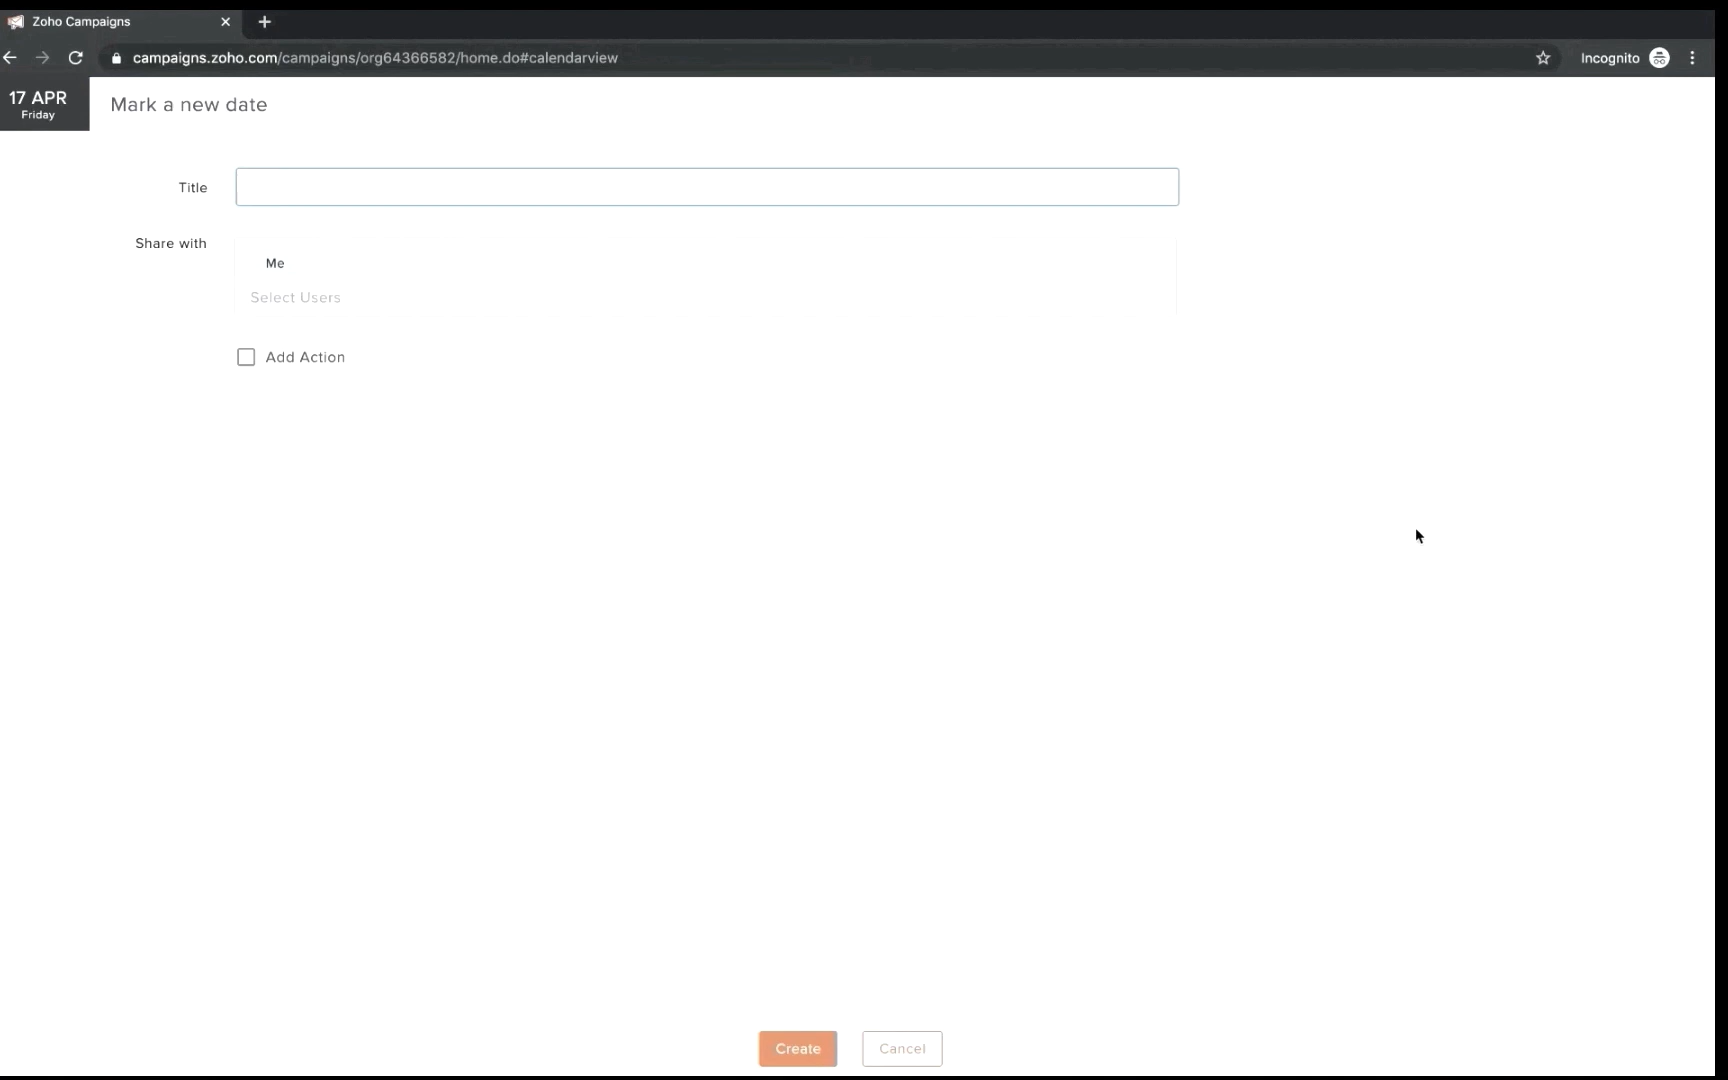 Zoho Campaigns
campaigns.zoho.com/campaigns/org64366582/home.do#calendarview
Incognito
17 APR
Friday
Mark a new date
Title
Share with
Me
Select Users
Add Action
Create
Cancel